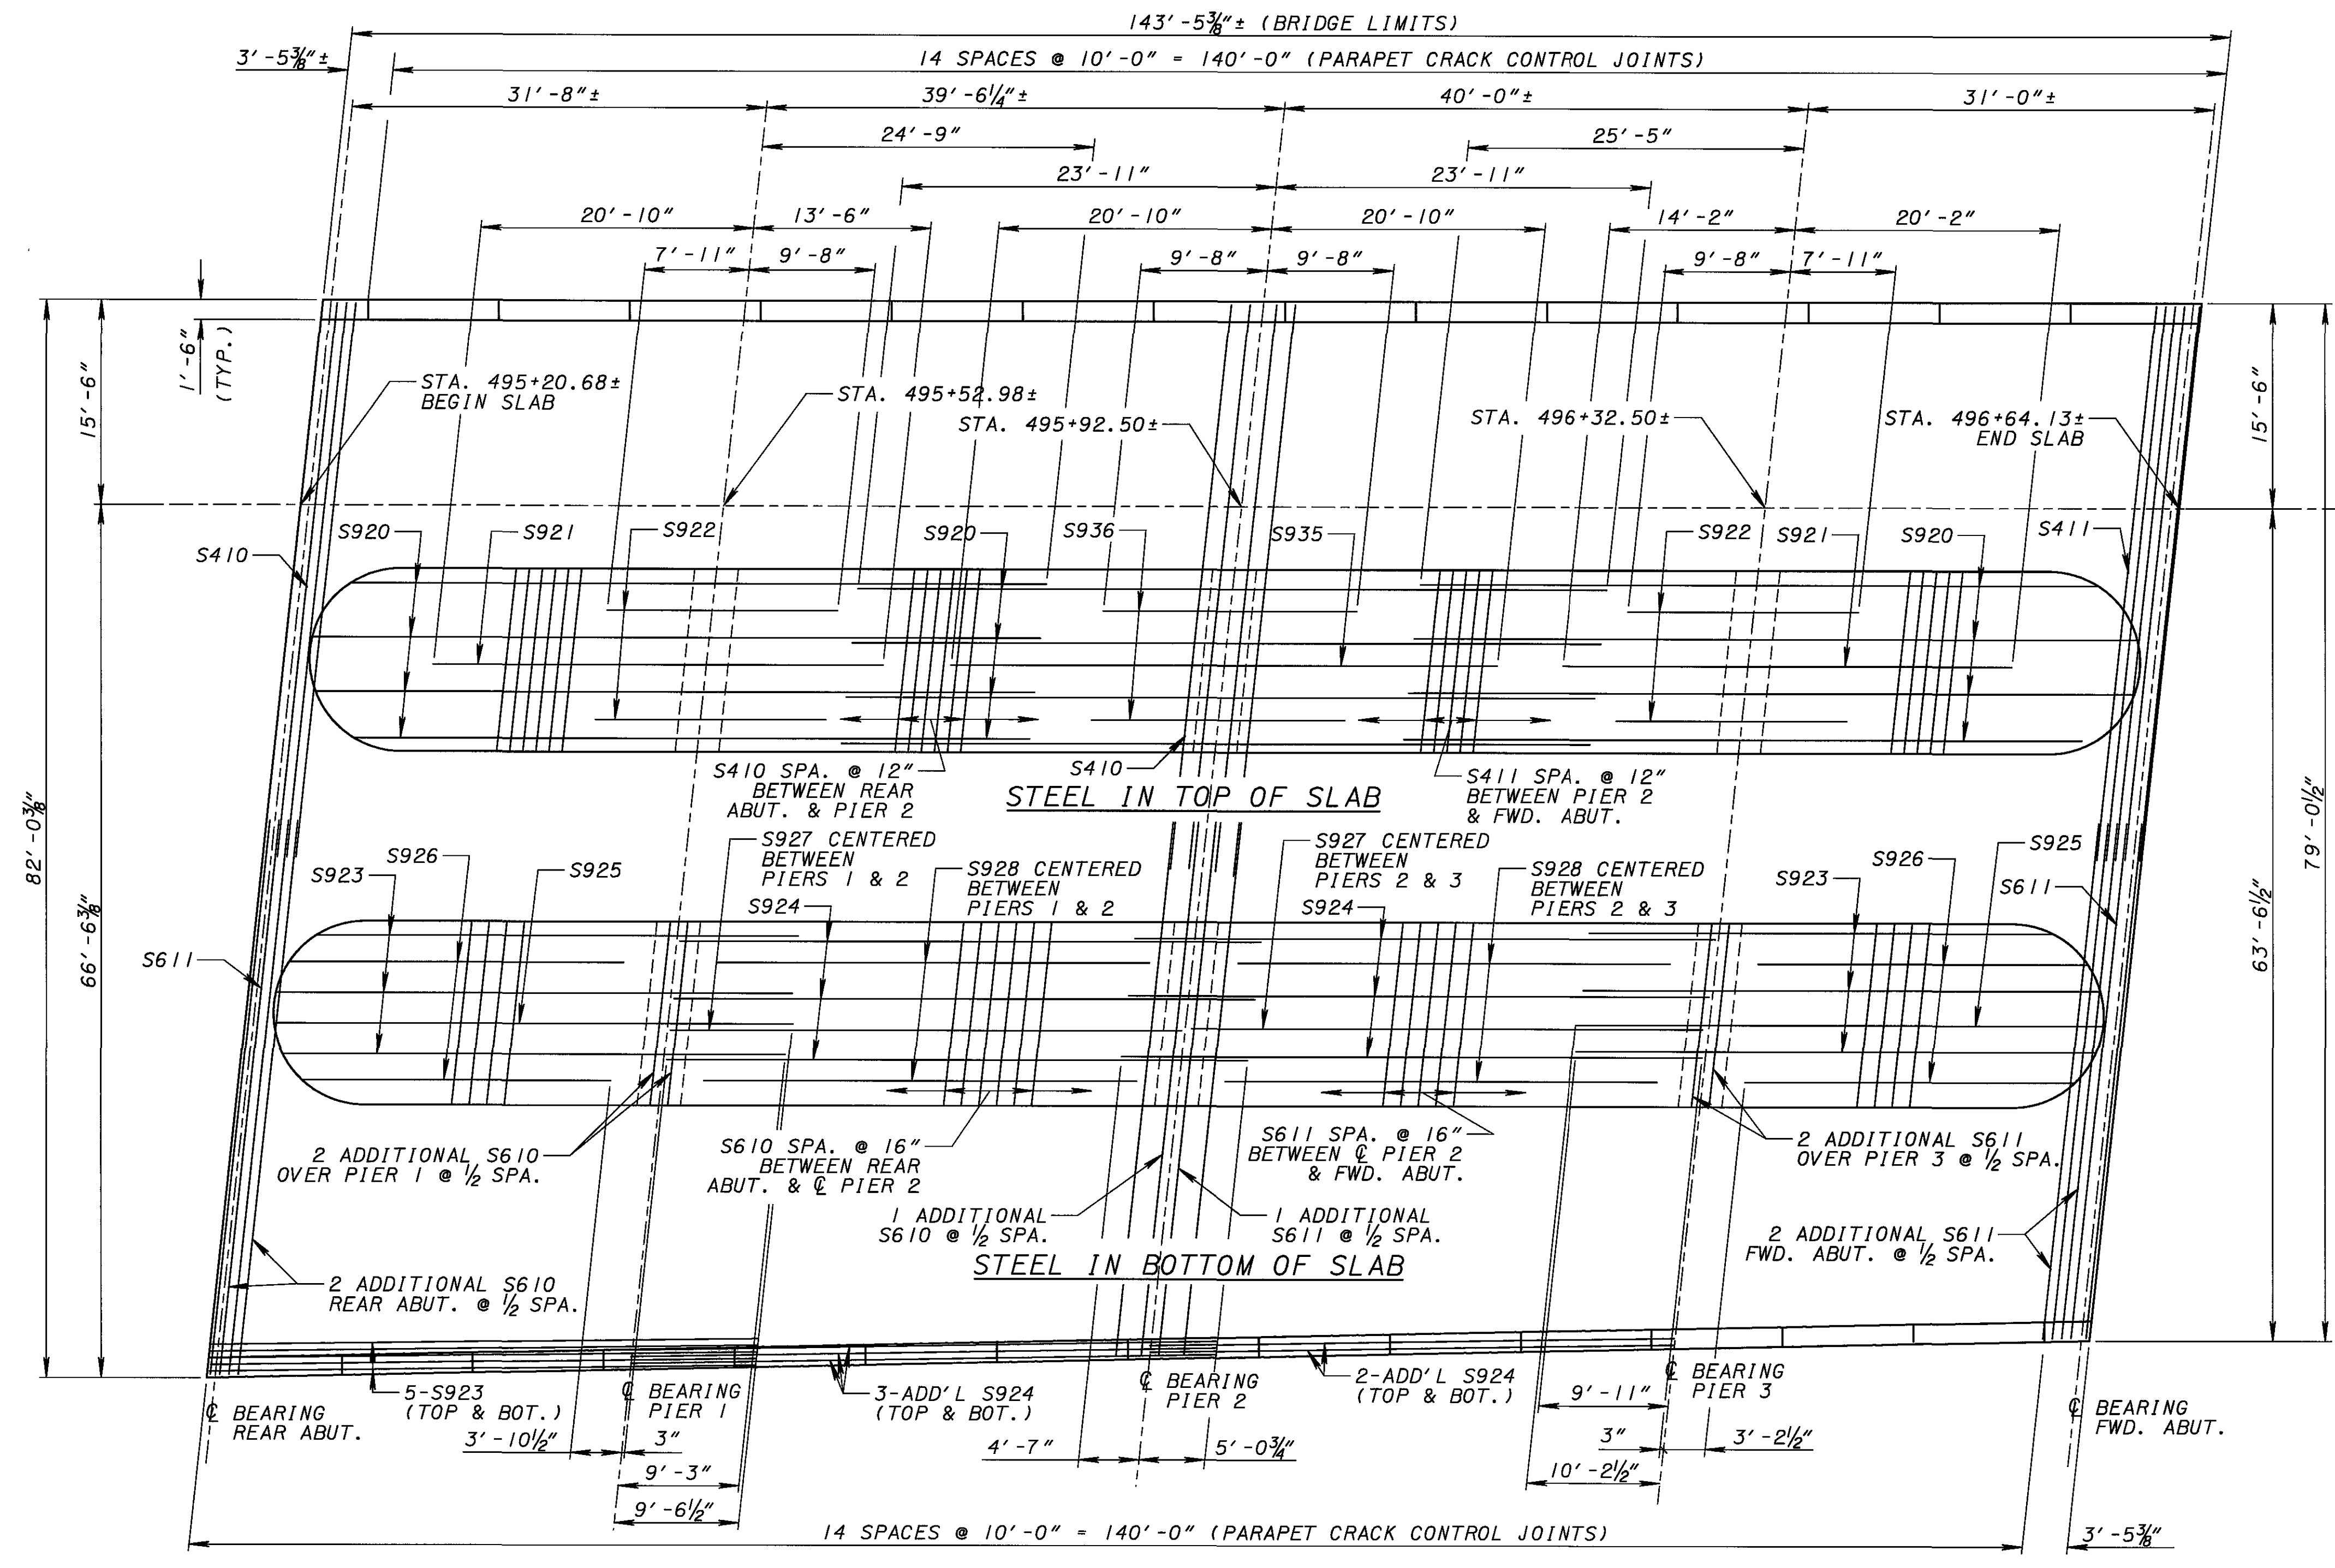 143'-5⅜"± (BRIDGE LIMITS)
3'-5⅜"±
14 SPACES @ 10'-0" = 140'-0" (PARAPET CRACK CONTROL JOINTS)
31'-8"±
39'-6¼"±
40'-0"±
31'-0"±
24'-9"
25'-5"
23'-11"
23'-11"
20'-10"
13'-6"
20'-10"
20'-10"
14'-2"
20'-2"
7'-11"
9'-8"
9'-8"
9'-8"
9'-8"
7'-11"
1'-6"
(TYP.)
15'-6"
15'-6"
STA. 495+20.68±
BEGIN SLAB
STA. 495+52.98±
STA. 495+92.50±
STA. 496+32.50±
STA. 496+64.13±
END SLAB
S410
S920
S921
S922
S920
S936
S935
S922
S921
S920
S411
S410 SPA. @ 12"
BETWEEN REAR
ABUT. & PIER 2
S410
S411 SPA. @ 12"
BETWEEN PIER 2
& FWD. ABUT.
STEEL IN TOP OF SLAB
82'-0⅜"
66'-6⅜"
63'-6½"
79'-0½"
S611
S923
S926
S925
S927 CENTERED
BETWEEN
PIERS 1 & 2
S924
S928 CENTERED
BETWEEN
PIERS 1 & 2
S927 CENTERED
BETWEEN
PIERS 2 & 3
S924
S928 CENTERED
BETWEEN
PIERS 2 & 3
S923
S926
S925
S611
2 ADDITIONAL S610
OVER PIER 1 @ ½ SPA.
S610 SPA. @ 16"
BETWEEN REAR
ABUT. & ℄ PIER 2
S611 SPA. @ 16"
BETWEEN ℄ PIER 2
& FWD. ABUT.
2 ADDITIONAL S611
OVER PIER 3 @ ½ SPA.
1 ADDITIONAL
S610 @ ½ SPA.
1 ADDITIONAL
S611 @ ½ SPA.
2 ADDITIONAL S611
FWD. ABUT. @ ½ SPA.
STEEL IN BOTTOM OF SLAB
2 ADDITIONAL S610
REAR ABUT. @ ½ SPA.
5-S923
(TOP & BOT.)
℄ BEARING
PIER 1
3-ADD'L S924
(TOP & BOT.)
℄ BEARING
PIER 2
2-ADD'L S924
(TOP & BOT.)
℄ BEARING
PIER 3
℄ BEARING
REAR ABUT.
℄ BEARING
FWD. ABUT.
3'-10½"
3"
9'-3"
9'-6½"
4'-7"
5'-0¾"
9'-11"
3"
3'-2½"
10'-2½"
14 SPACES @ 10'-0" = 140'-0" (PARAPET CRACK CONTROL JOINTS)
3'-5⅜"